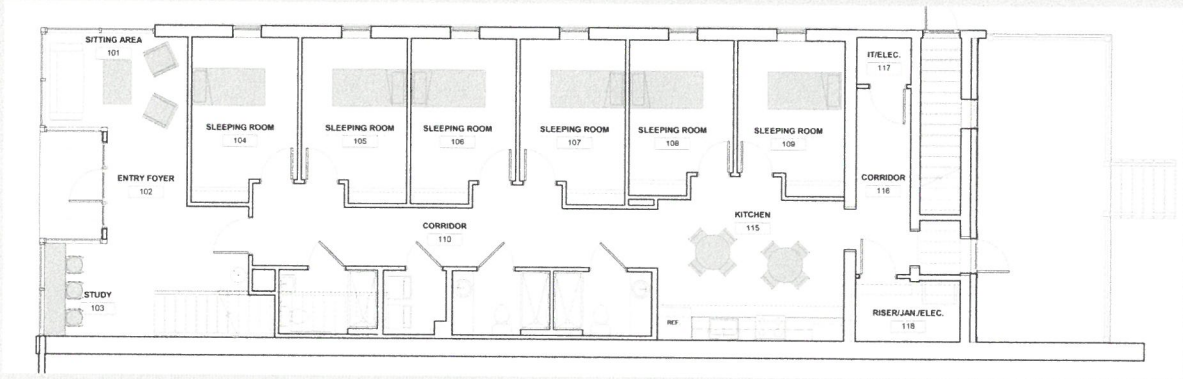 SITTING AREA
101
SLEEPING ROOM
104
SLEEPING ROOM
105
SLEEPING ROOM
106
SLEEPING ROOM
107
SLEEPING ROOM
108
SLEEPING ROOM
109
IT/ELEC.
117
ENTRY FOYER
102
CORRIDOR
116
CORRIDOR
110
KITCHEN
115
STUDY
103
REF.
RISER/JAN./ELEC.
118